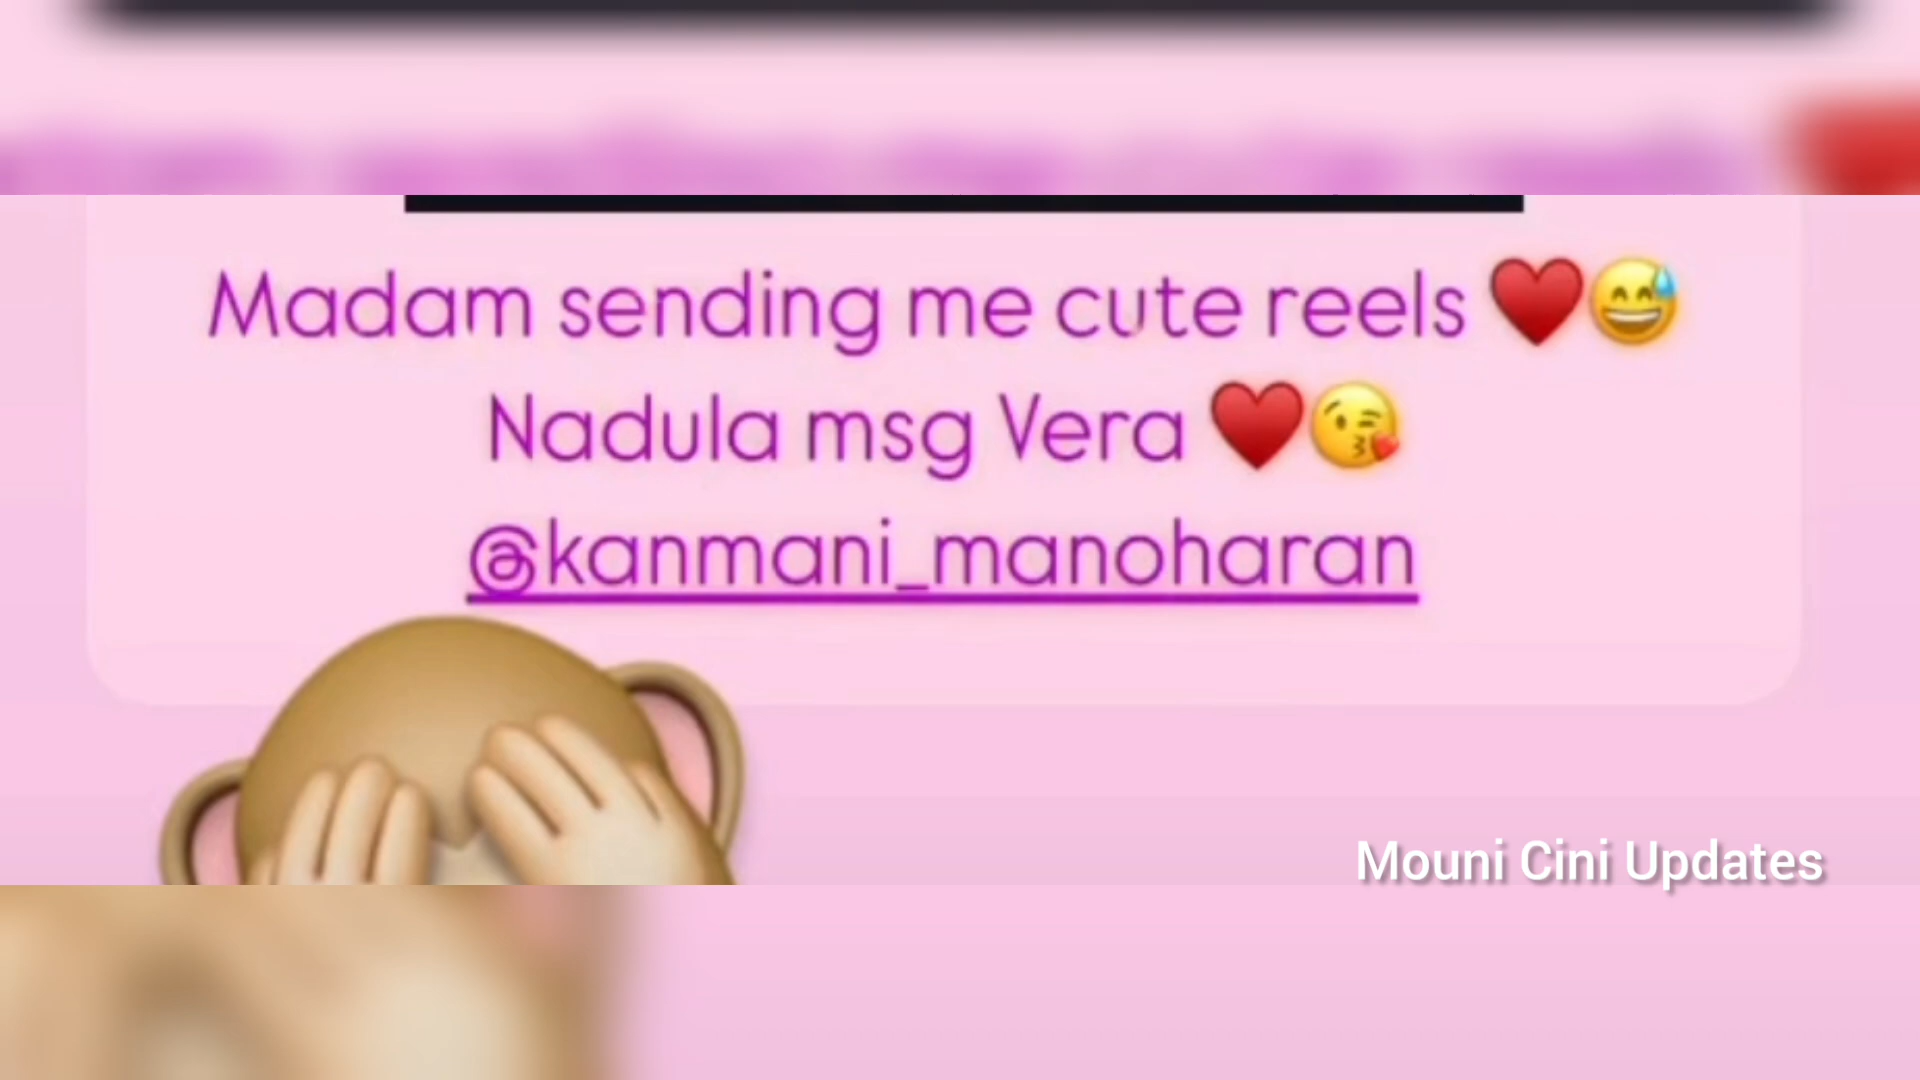 Madam sending me cute reels ♥️😅
Nadula msg Vera ♥️😘
@kanmani_manoharan
Mouni Cini Updates